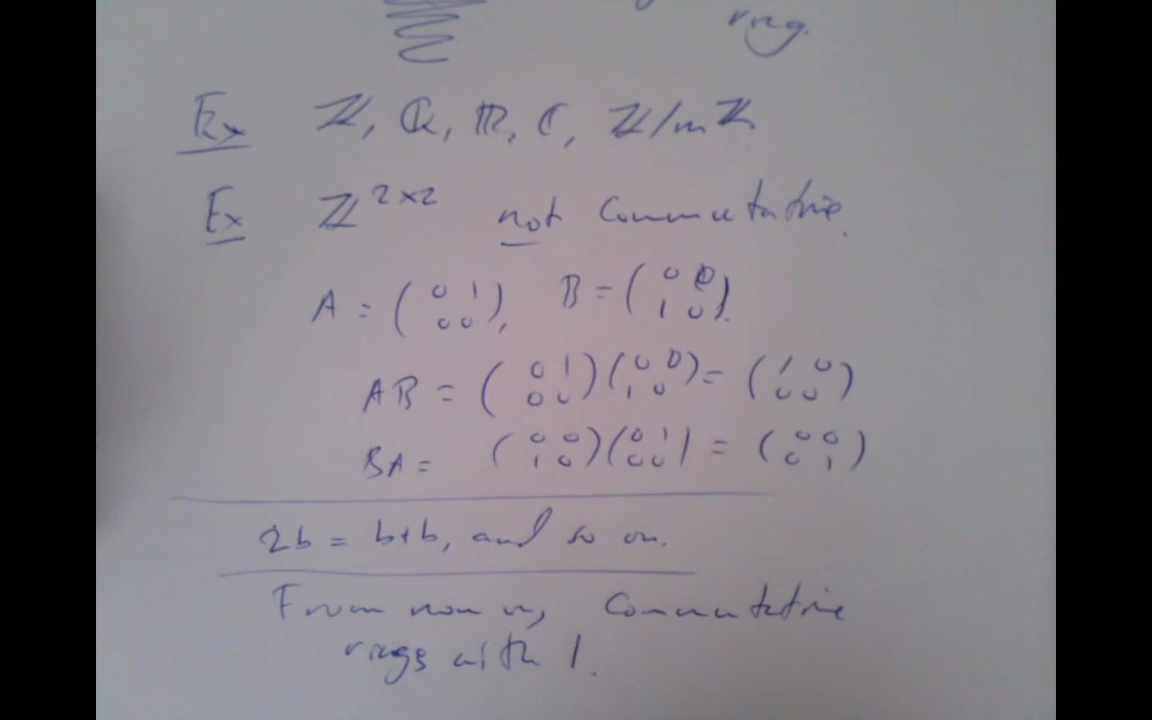 ring.
Ex ℤ, ℚ, ℝ, ℂ, ℤ/mℤ
Ex ℤ^{2×2} not commutative.
A = (0 1; 0 0), B = (0 0; 1 0).
AB = (0 1; 0 0)(0 0; 1 0) = (1 0; 0 0)
BA = (0 0; 1 0)(0 1; 0 0) = (0 0; 0 1)
2b = b+b, and so on.
From now on, commutative
rings with 1.